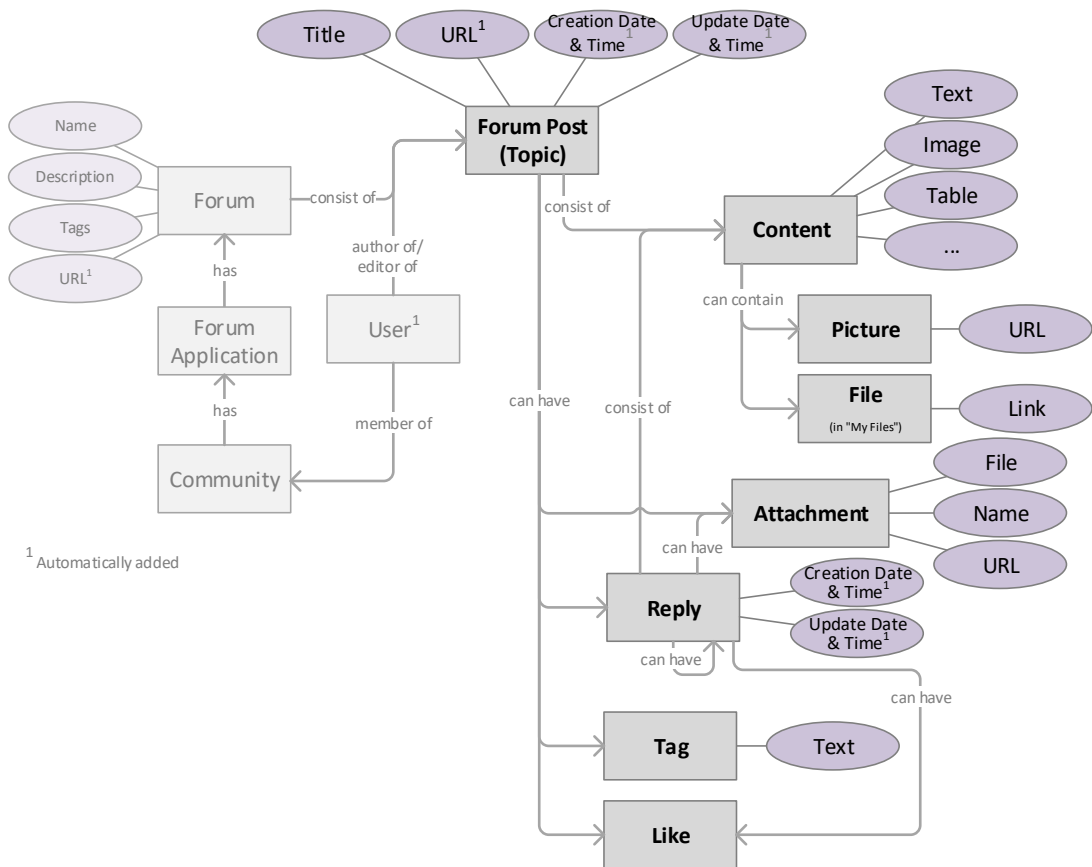 Title
URL1
Creation Date
& Time1
Update Date
& Time1
Forum Post
(Topic)
Name
Description
Tags
URL1
Forum
consist of
has
Forum
Application
has
Community
author of/
editor of
User1
member of
1 Automatically added
consist of
Content
Text
Image
Table
...
can contain
Picture
URL
File
(in "My Files")
Link
can have
consist of
Attachment
File
Name
URL
can have
Reply
Creation Date
& Time1
Update Date
& Time1
can have
can have
Tag
Text
Like